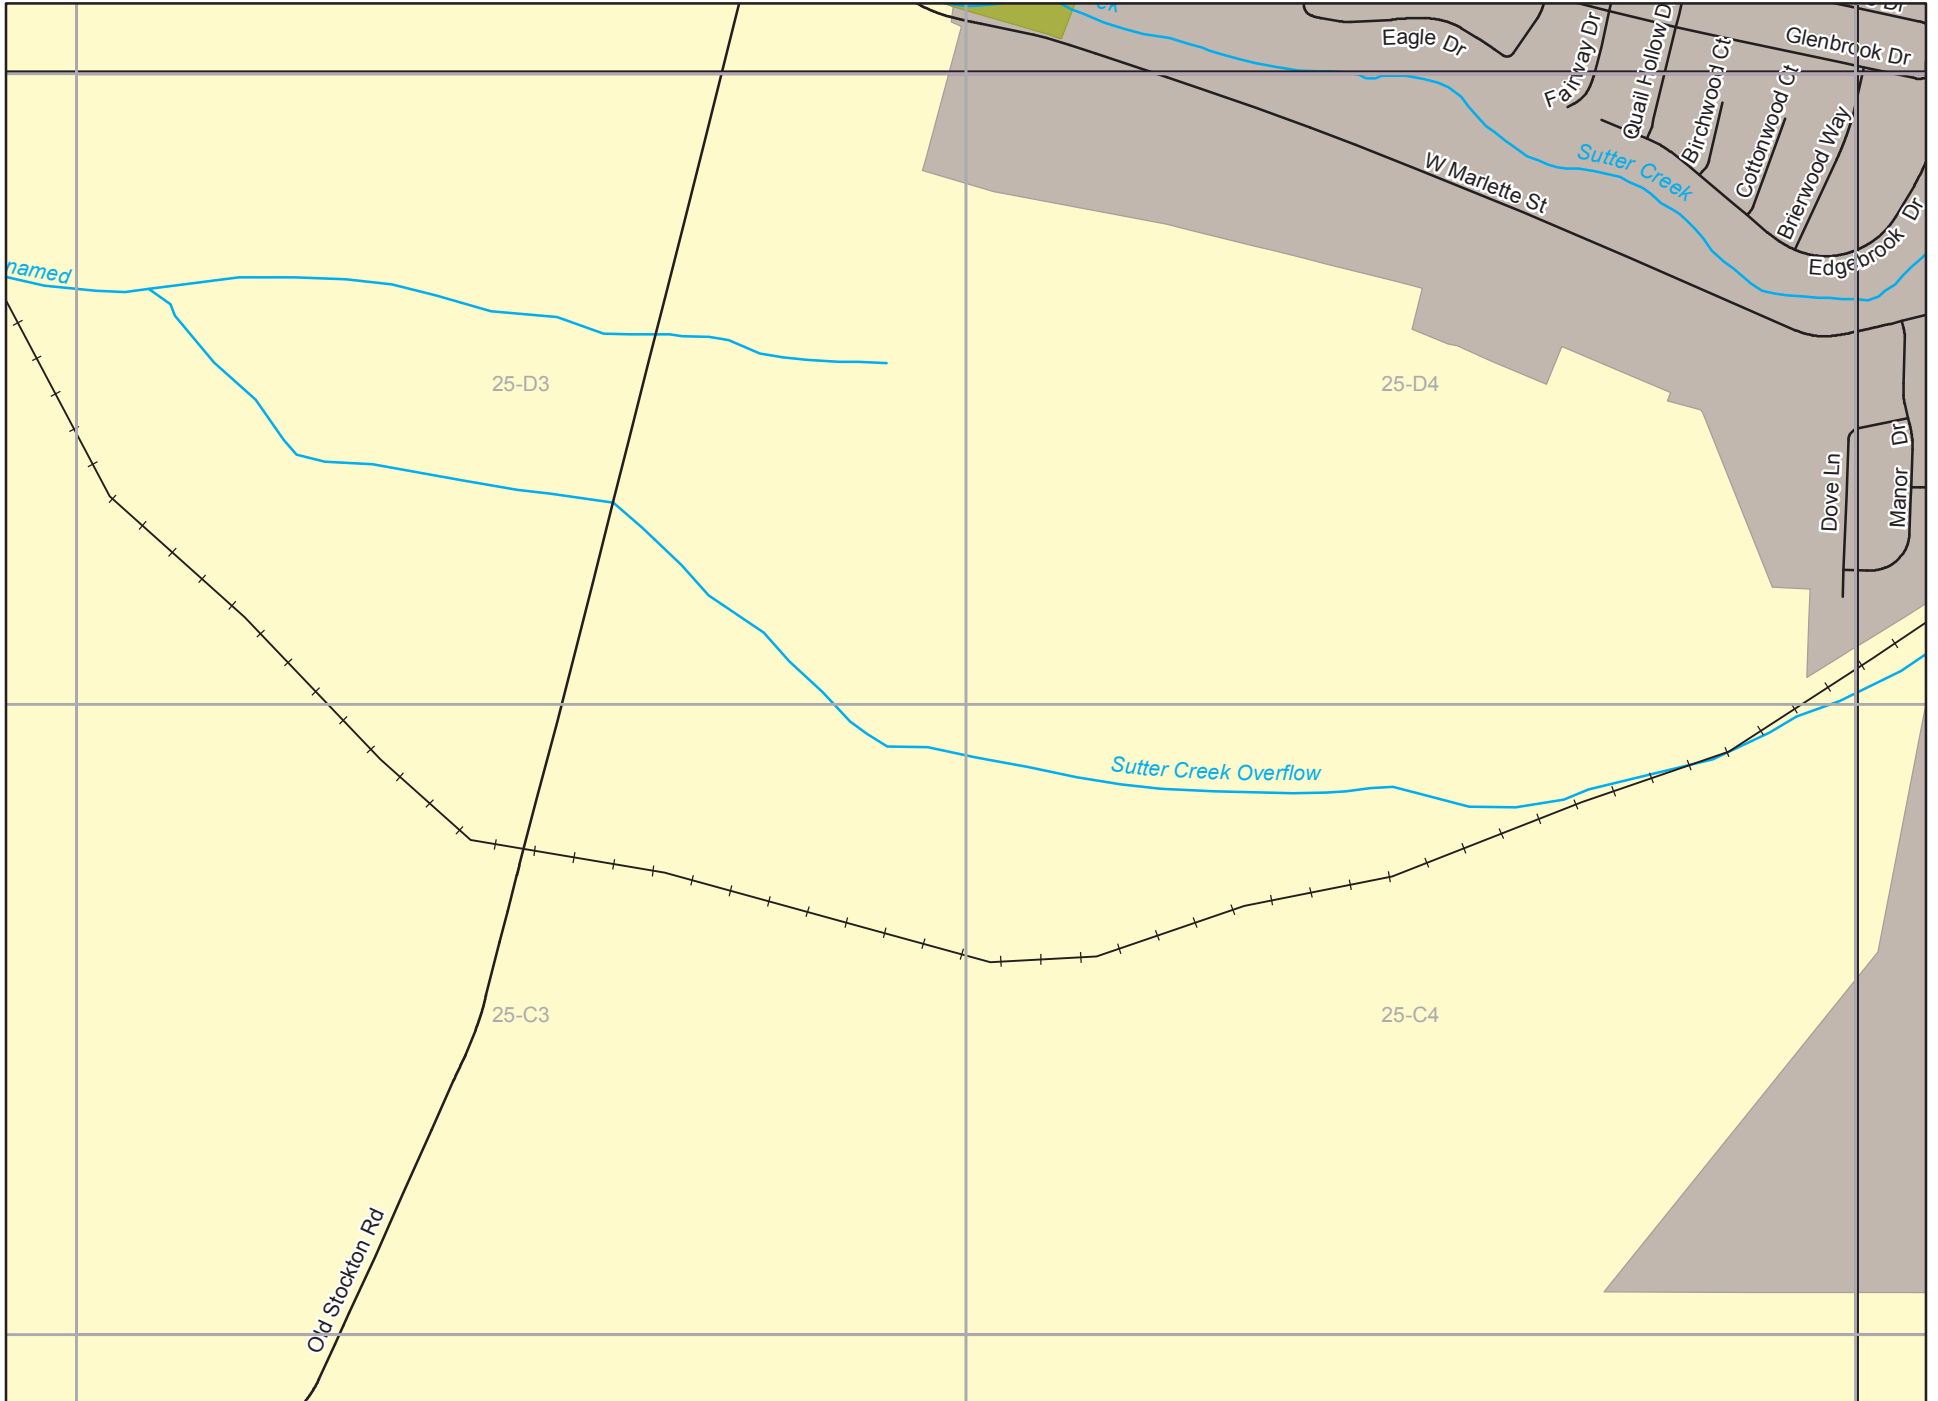 Eagle Dr
Fairway Dr
Quail Hollow D
Birchwood Ct
Cottonwood Ct
Brierwood Way
Glenbrook Dr
Dr
ek
Sutter Creek
W Marlette St
Edgebrook Dr
named
25-D3
25-D4
Dove Ln
Manor Dr
Sutter Creek Overflow
25-C3
25-C4
Old Stockton Rd